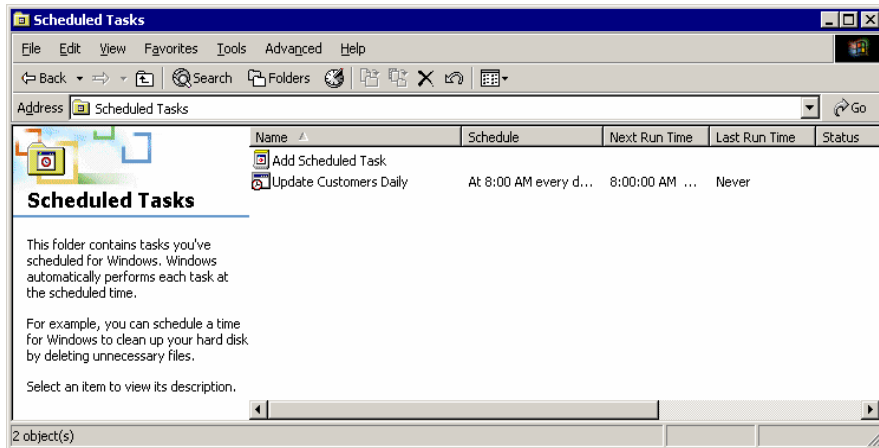 Scheduled Tasks
File Edit View Favorites Tools Advanced Help
Back Search Folders
Address Scheduled Tasks Go
Name Schedule Next Run Time Last Run Time Status
Add Scheduled Task
Update Customers Daily At 8:00 AM every d... 8:00:00 AM ... Never
Scheduled Tasks
This folder contains tasks you've
scheduled for Windows. Windows
automatically performs each task at
the scheduled time.
For example, you can schedule a time
for Windows to clean up your hard disk
by deleting unnecessary files.
Select an item to view its description.
2 object(s)